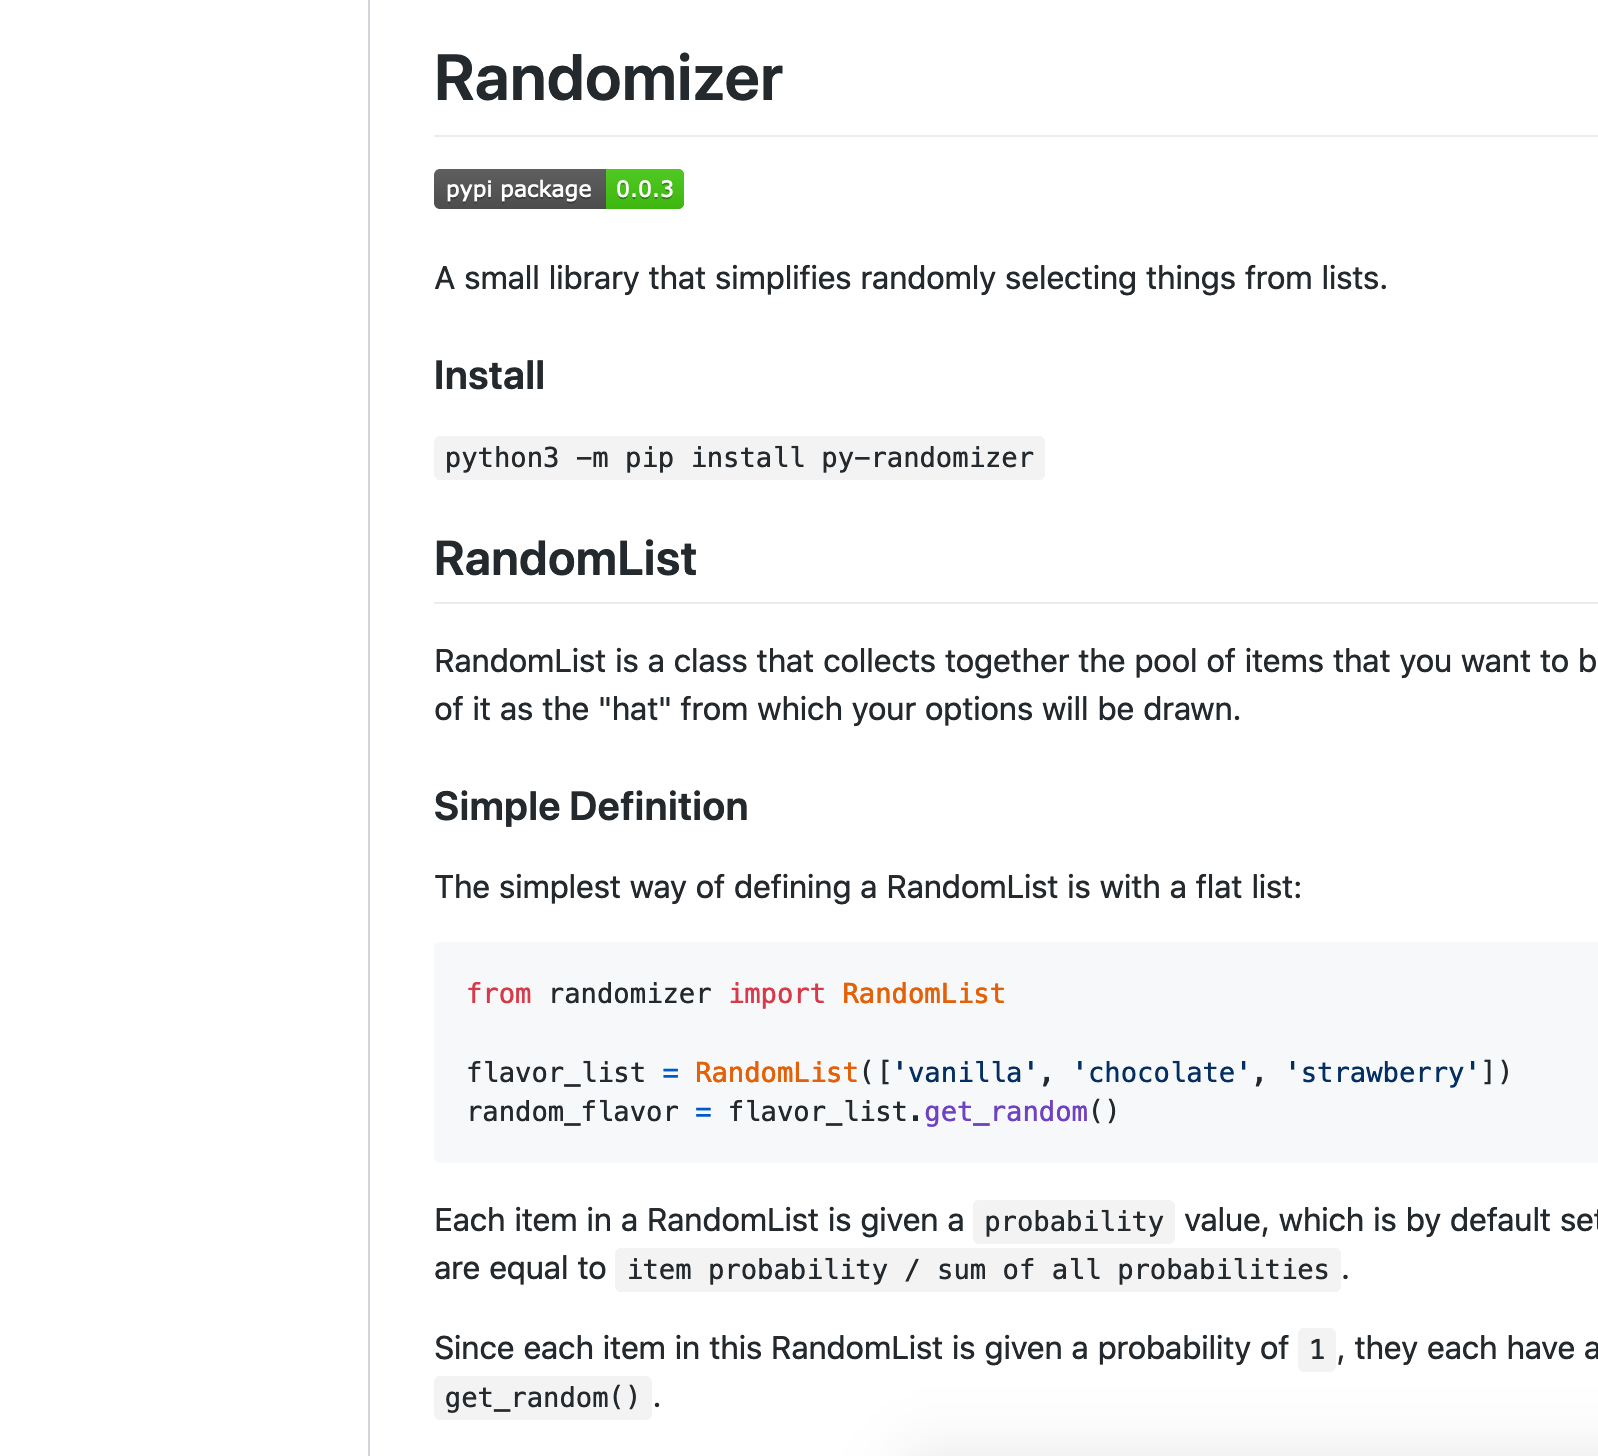 Randomizer
pypi package 0.0.3
A small library that simplifies randomly selecting things from lists.
Install
python3 -m pip install py-randomizer
RandomList
RandomList is a class that collects together the pool of items that you want to
of it as the "hat" from which your options will be drawn.
Simple Definition
The simplest way of defining a RandomList is with a flat list:
from randomizer import RandomList
flavor_list = RandomList(['vanilla', 'chocolate', 'strawberry'])
random_flavor = flavor_list.get_random()
Each item in a RandomList is given a probability value, which is by default set
are equal to item probability / sum of all probabilities.
Since each item in this RandomList is given a probability of 1, they each have a
get_random().